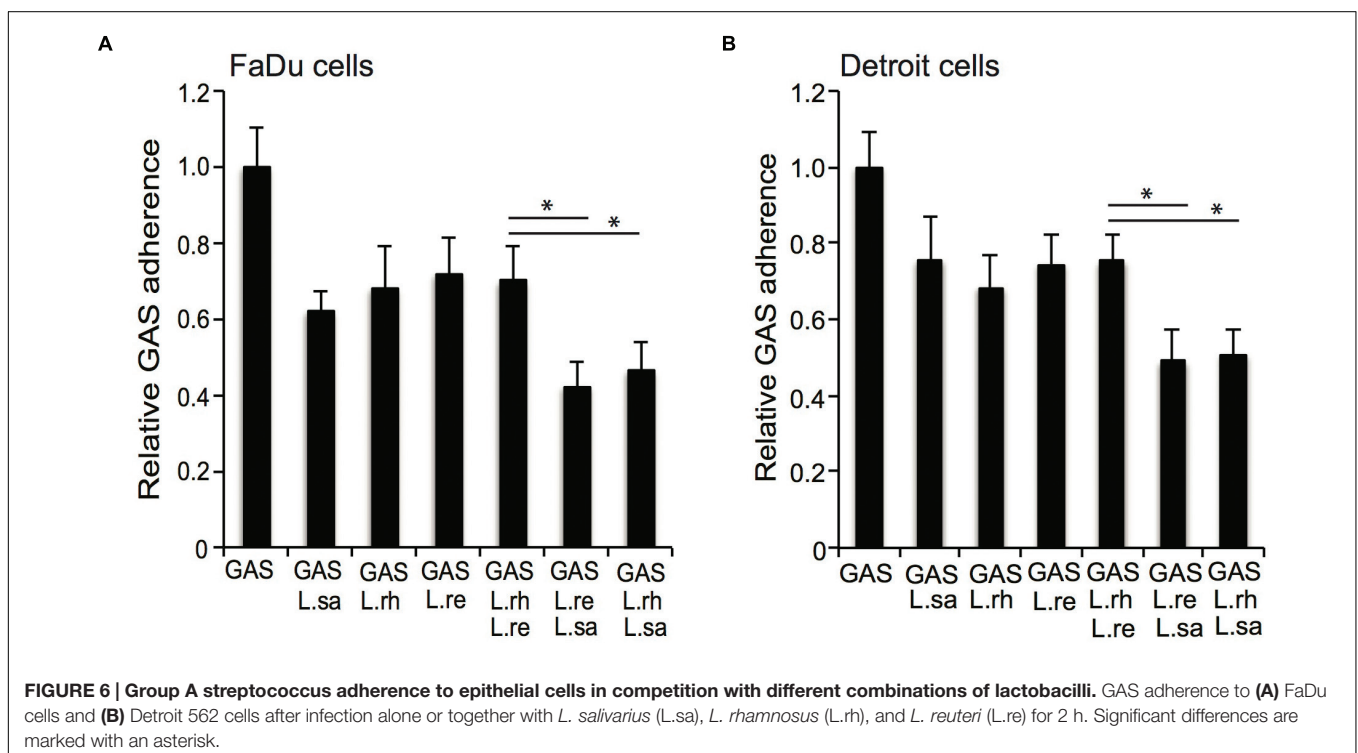 A
FaDu cells
Relative GAS adherence
1.2
1.0
0.8
0.6
0.4
0.2
0
*
*
GAS GAS GAS GAS GAS GAS GAS
L.sa L.rh L.re L.rh L.re L.rh
L.re L.sa L.sa
B
Detroit cells
Relative GAS adherence
1.2
1.0
0.8
0.6
0.4
0.2
0
*
*
GAS GAS GAS GAS GAS GAS GAS
L.sa L.rh L.re L.rh L.re L.rh
L.re L.sa L.sa
FIGURE 6 | Group A streptococcus adherence to epithelial cells in competition with different combinations of lactobacilli. GAS adherence to (A) FaDu
cells and (B) Detroit 562 cells after infection alone or together with L. salivarius (L.sa), L. rhamnosus (L.rh), and L. reuteri (L.re) for 2 h. Significant differences are
marked with an asterisk.